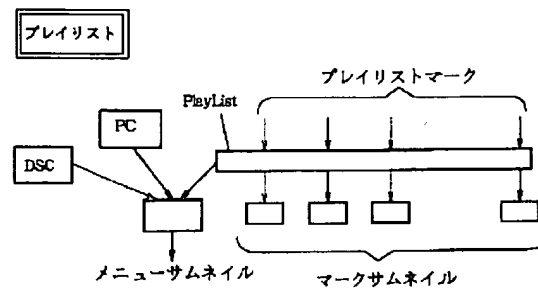 プレイリスト
プレイリストマーク
PlayList
PC
DSC
メニューサムネイル
マークサムネイル